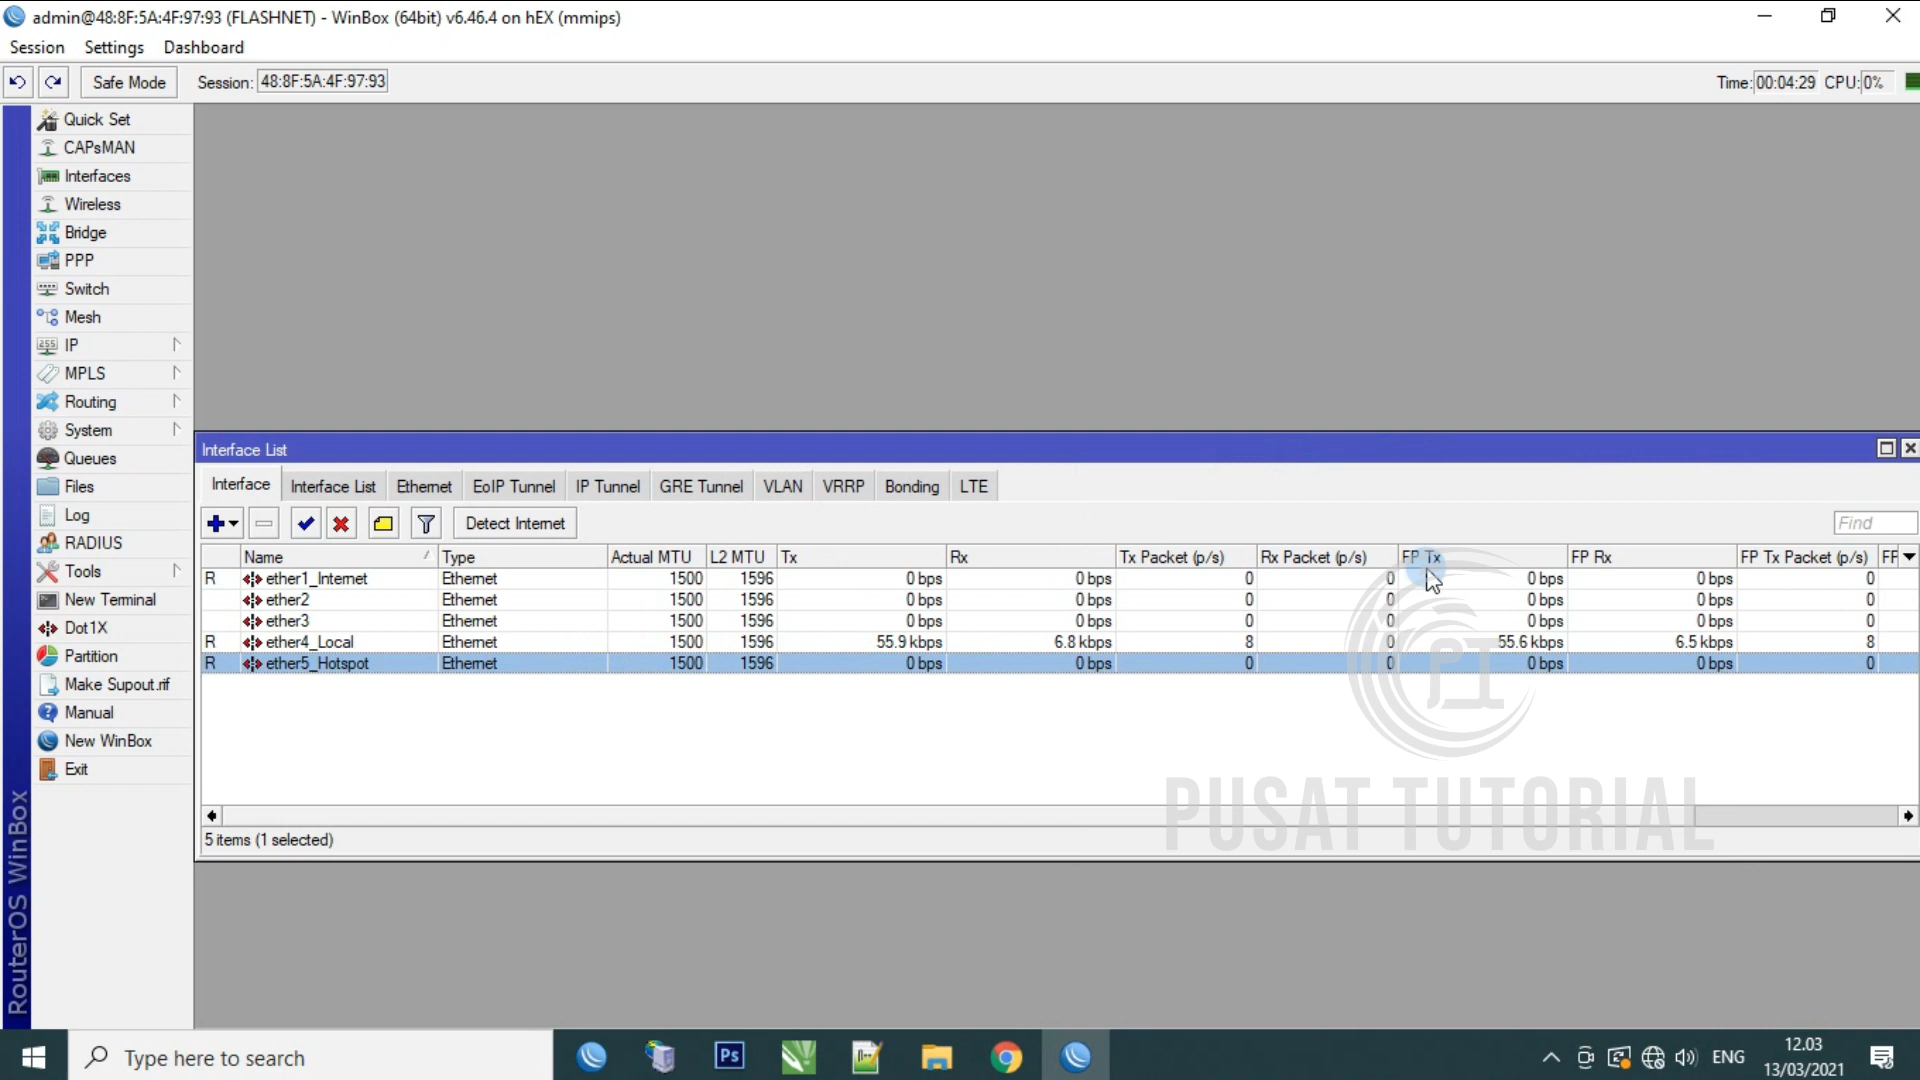 admin@48:8F:5A:4F:97:93 (FLASHNET) - WinBox (64bit) v6.46.4 on hEX (mmips)
Session Settings Dashboard
Safe Mode Session: 48:8F:5A:4F:97:93 Time: 00:04:29 CPU: 0%
Quick Set
CAPsMAN
Interfaces
Wireless
Bridge
PPP
Switch
Mesh
IP
MPLS
Routing
System
Queues
Files
Log
RADIUS
Tools
New Terminal
Dot1X
Partition
Make Supout.rif
Manual
New WinBox
Exit
RouterOS WinBox
Interface List
Interface Interface List Ethernet EoIP Tunnel IP Tunnel GRE Tunnel VLAN VRRP Bonding LTE
Detect Internet Find
Name Type Actual MTU L2 MTU Tx Rx Tx Packet (p/s) Rx Packet (p/s) FP Tx FP Rx FP Tx Packet (p/s) FF
R ether1_Internet Ethernet 1500 1596 0 bps 0 bps 0 0 0 bps 0 bps 0
ether2 Ethernet 1500 1596 0 bps 0 bps 0 0 0 bps 0 bps 0
ether3 Ethernet 1500 1596 0 bps 0 bps 0 0 0 bps 0 bps 0
R ether4_Local Ethernet 1500 1596 55.9 kbps 6.8 kbps 8 0 55.6 kbps 6.5 kbps 8
R ether5_Hotspot Ethernet 1500 1596 0 bps 0 bps 0 0 0 bps 0 bps 0
PUSAT TUTORIAL
5 items (1 selected)
Type here to search Ps ENG 12.03
13/03/2021